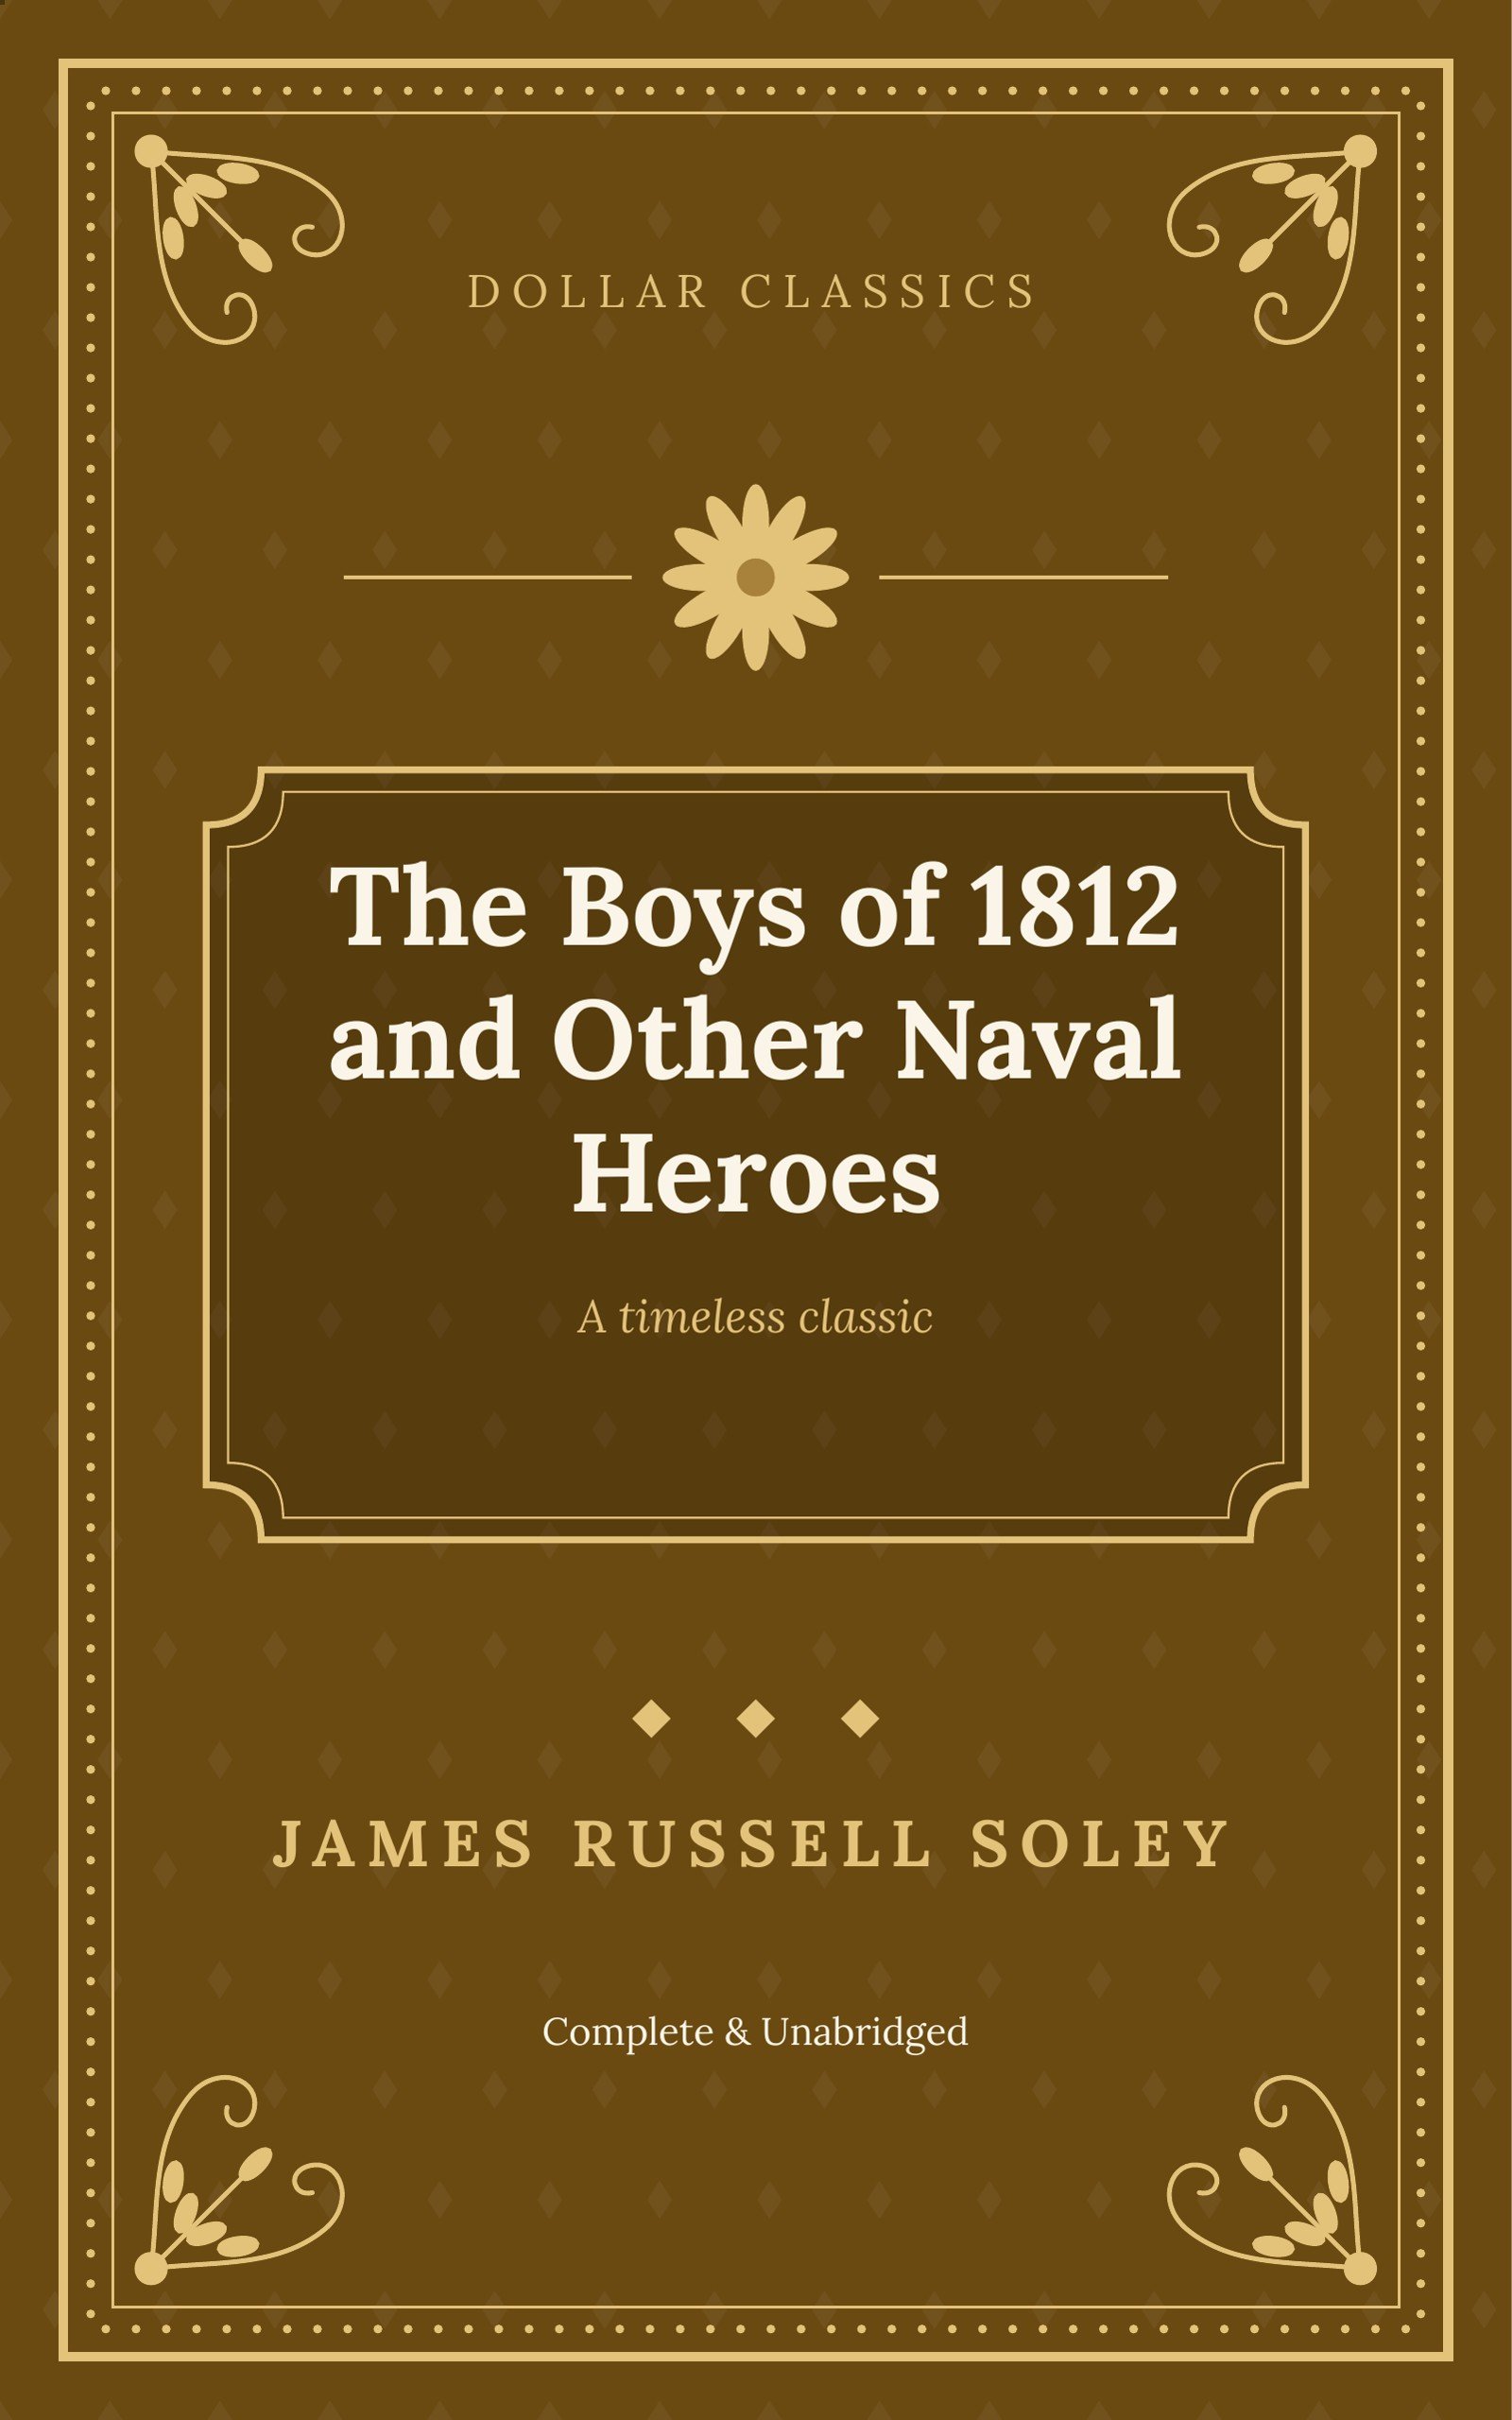 DOLLAR CLASSICS
The Boys of 1812
and Other Naval
Heroes
A timeless classic
JAMES RUSSELL SOLEY
Complete & Unabridged